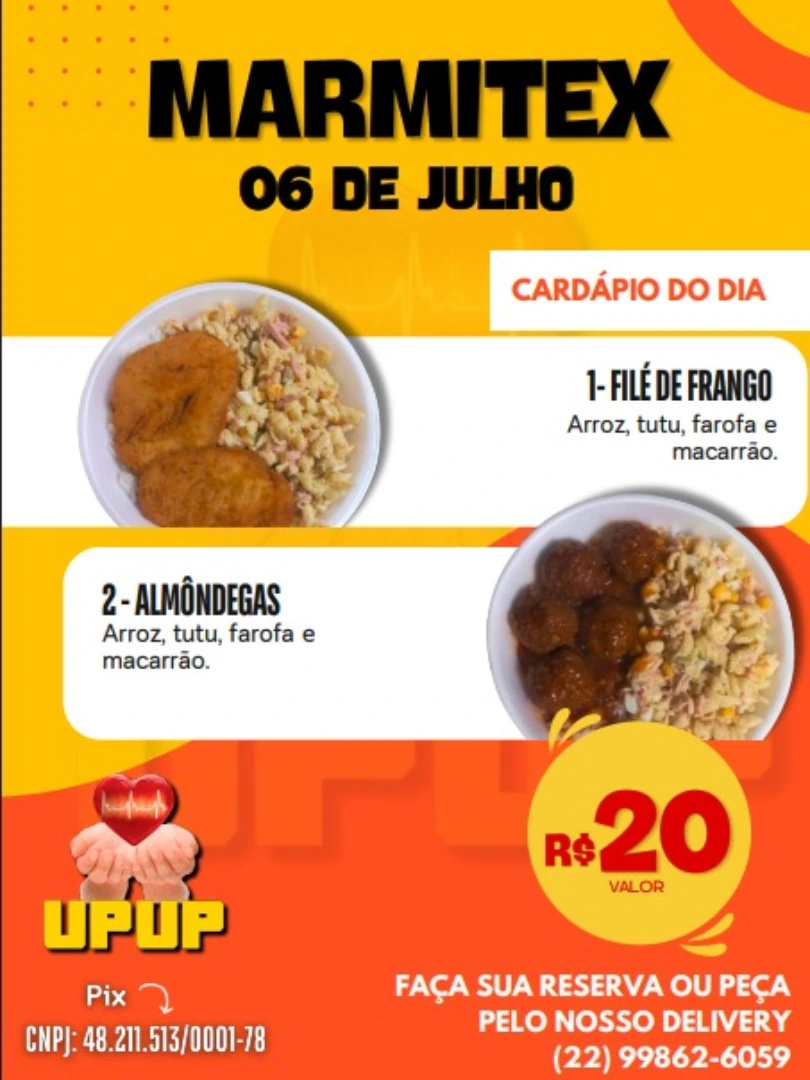 MARMITEX
06 DE JULHO
CARDÁPIO DO DIA
1- FILÉ DE FRANGO
Arroz, tutu, farofa e
macarrão.
2 - ALMÔNDEGAS
Arroz, tutu, farofa e
macarrão.
R$20
VALOR
UPUP
Pix
CNPJ: 48.211.513/0001-78
FAÇA SUA RESERVA OU PEÇA
PELO NOSSO DELIVERY
(22) 99862-6059